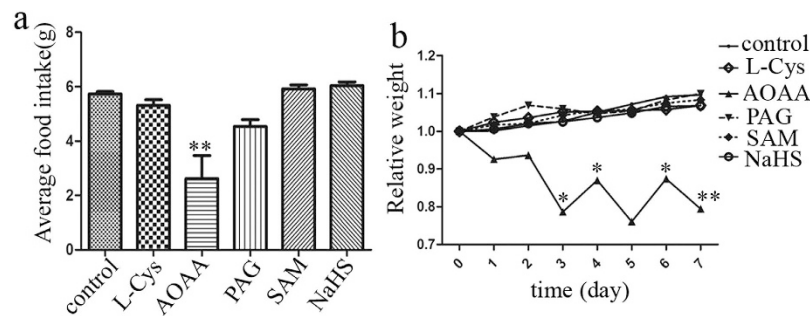 a
Average food intake(g)
8
6
4
2
0
**
control
L-Cys
AOAA
PAG
SAM
NaHS
b
Relative weight
1.2
1.1
1.0
0.9
0.8
0.7
*
*
*
**
0
1
2
3
4
5
6
7
time (day)
control
L-Cys
AOAA
PAG
SAM
NaHS